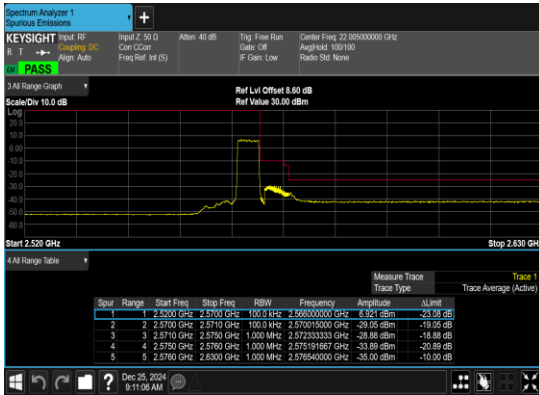 Spectrum Analyzer 1
Spurious Emissions
KEYSIGHT Input: RF Input Z: 50 Ω Atten: 40 dB Trig: Free Run Center Freq: 22.005000000 GHz
R T Coupling: DC Corr CCorr Gate: Off Avg|Hold: 100/100
Align: Auto Freq Ref: Int (S) IF Gain: Low Radio Std: None
PASS
3 All Range Graph
Ref Lvl Offset 8.60 dB
Scale/Div 10.0 dB Ref Value 30.00 dBm
Log
20.0
10.0
0.00
-10.0
-20.0
-30.0
-40.0
-50.0
-60.0
Start 2.520 GHz Stop 2.630 GH
4 All Range Table
Measure Trace Trace 1
Trace Type Trace Average (Active)
Spur Range Start Freq Stop Freq RBW Frequency Amplitude ΔLimit
1 1 2.5200 GHz 2.5700 GHz 100.0 kHz 2.566000000 GHz 6.921 dBm -23.08 dB
2 2 2.5700 GHz 2.5710 GHz 100.0 kHz 2.570015000 GHz -29.05 dBm -19.05 dB
3 3 2.5710 GHz 2.5750 GHz 1.000 MHz 2.572333333 GHz -28.88 dBm -18.88 dB
4 4 2.5750 GHz 2.5760 GHz 1.000 MHz 2.575191667 GHz -33.89 dBm -20.89 dB
5 5 2.5760 GHz 2.6300 GHz 1.000 MHz 2.576540000 GHz -35.00 dBm -10.00 dB
Dec 25, 2024
9:11:06 AM